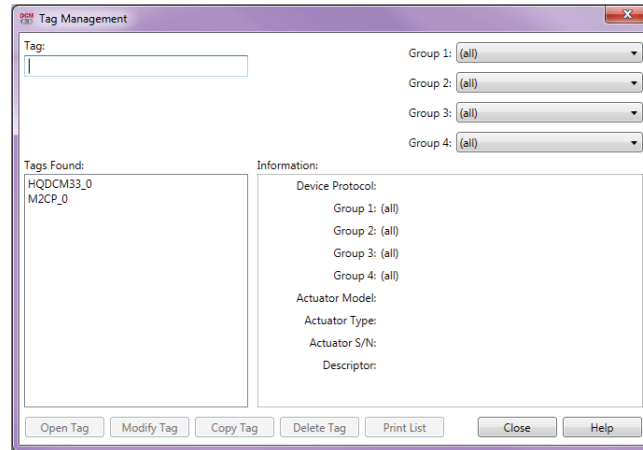 DCM Tag Management
Tag:
Group 1: (all)
Group 2: (all)
Group 3: (all)
Group 4: (all)
Tags Found:
HQDCM33_0
M2CP_0
Information:
Device Protocol:
Group 1: (all)
Group 2: (all)
Group 3: (all)
Group 4: (all)
Actuator Model:
Actuator Type:
Actuator S/N:
Descriptor:
Open Tag Modify Tag Copy Tag Delete Tag Print List Close Help